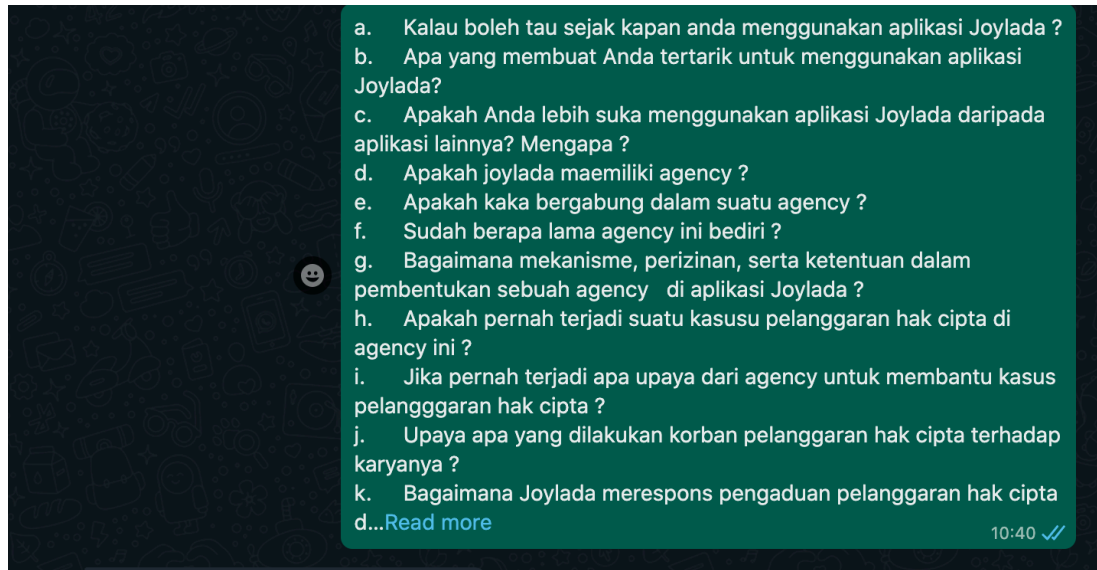 a. Kalau boleh tau sejak kapan anda menggunakan aplikasi Joylada ?
b. Apa yang membuat Anda tertarik untuk menggunakan aplikasi
Joylada?
c. Apakah Anda lebih suka menggunakan aplikasi Joylada daripada
aplikasi lainnya? Mengapa ?
d. Apakah joylada maemiliki agency ?
e. Apakah kaka bergabung dalam suatu agency ?
f. Sudah berapa lama agency ini bediri ?
g. Bagaimana mekanisme, perizinan, serta ketentuan dalam
pembentukan sebuah agency di aplikasi Joylada ?
h. Apakah pernah terjadi suatu kasusu pelanggaran hak cipta di
agency ini ?
i. Jika pernah terjadi apa upaya dari agency untuk membantu kasus
pelangggaran hak cipta ?
j. Upaya apa yang dilakukan korban pelanggaran hak cipta terhadap
karyanya ?
k. Bagaimana Joylada merespons pengaduan pelanggaran hak cipta
d...Read more
10:40